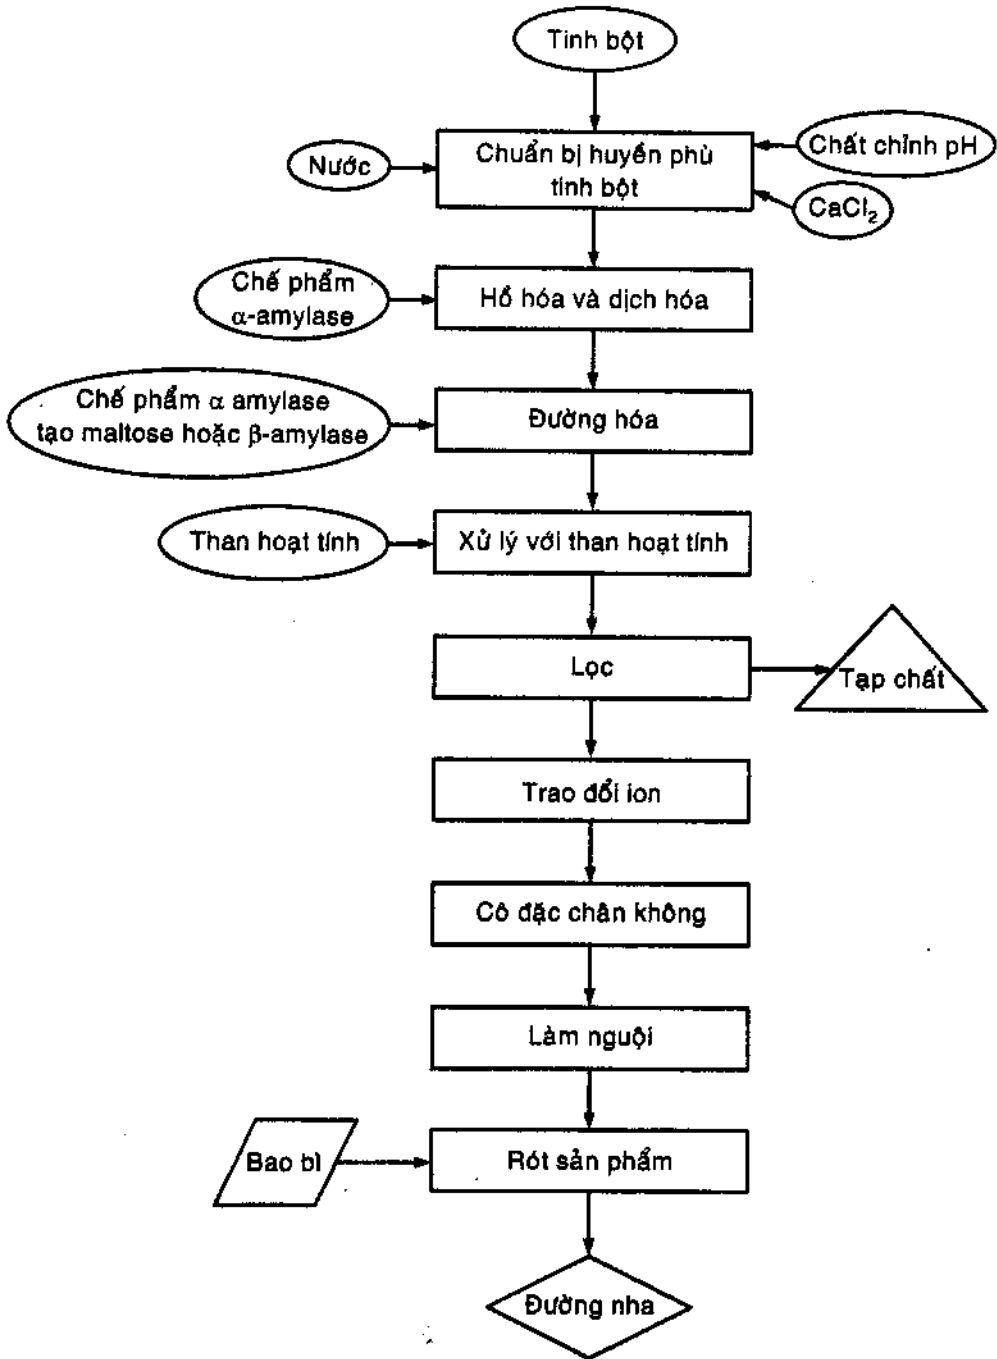 Tinh bột
Chuẩn bị huyền phù
tinh bột
Nước
Chất chỉnh pH
CaCl₂
Chế phẩm
α-amylase
Hồ hóa và dịch hóa
Chế phẩm α amylase
tạo maltose hoặc β-amylase
Đường hóa
Than hoạt tính
Xử lý với than hoạt tính
Lọc
Tạp chất
Trao đổi ion
Cô đặc chân không
Làm nguội
Bao bì
Rót sản phẩm
Đường nha